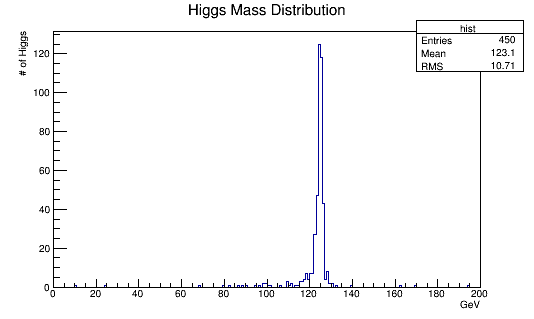 Higgs Mass Distribution
hist
Entries 450
Mean 123.1
RMS 10.71
# of Higgs
120
100
80
60
40
20
0
0 20 40 60 80 100 120 140 160 180 200
GeV